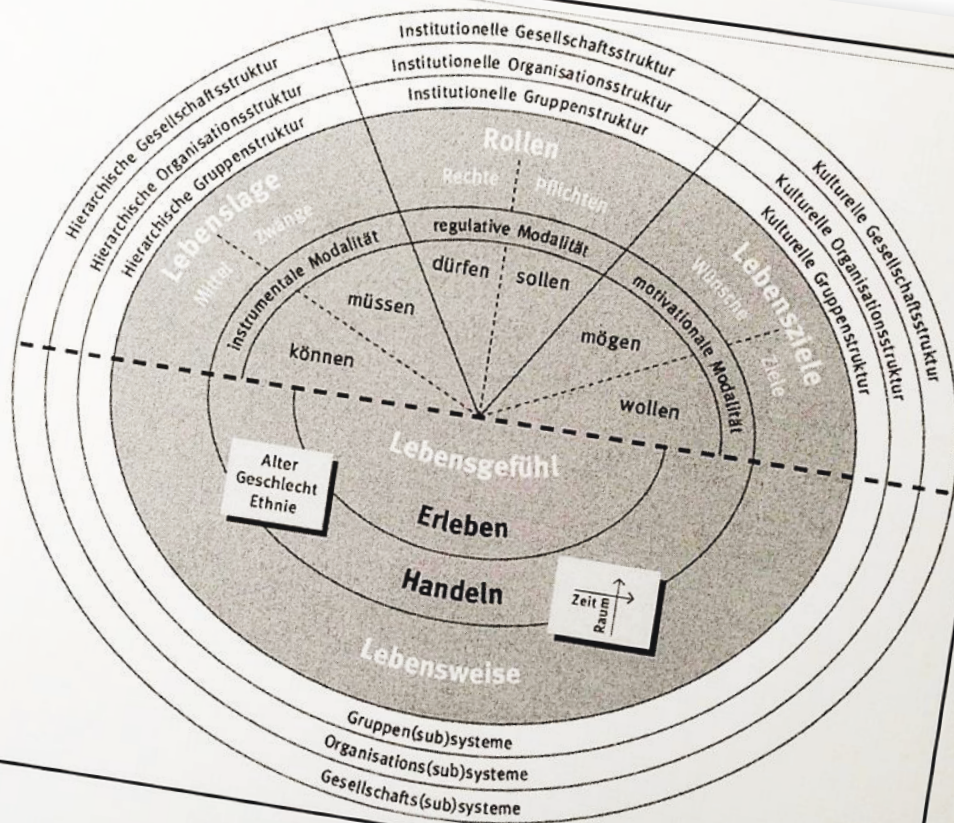 Institutionelle Gesellschaftsstruktur
Institutionelle Organisationsstruktur
Institutionelle Gruppenstruktur
Hierarchische Gesellschaftsstruktur
Hierarchische Organisationsstruktur
Hierarchische Gruppenstruktur
Kulturelle Gesellschaftsstruktur
Kulturelle Organisationsstruktur
Kulturelle Gruppenstruktur
Lebenslage
Mittel
Zwänge
Rollen
Rechte
Pflichten
Lebensziele
Wünsche
Ziele
instrumentale Modalität
regulative Modalität
motivationale Modalität
können
müssen
dürfen
sollen
mögen
wollen
Lebensgefühl
Erleben
Handeln
Lebensweise
Alter
Geschlecht
Ethnie
Zeit
Raum
Gruppen(sub)systeme
Organisations(sub)systeme
Gesellschafts(sub)systeme